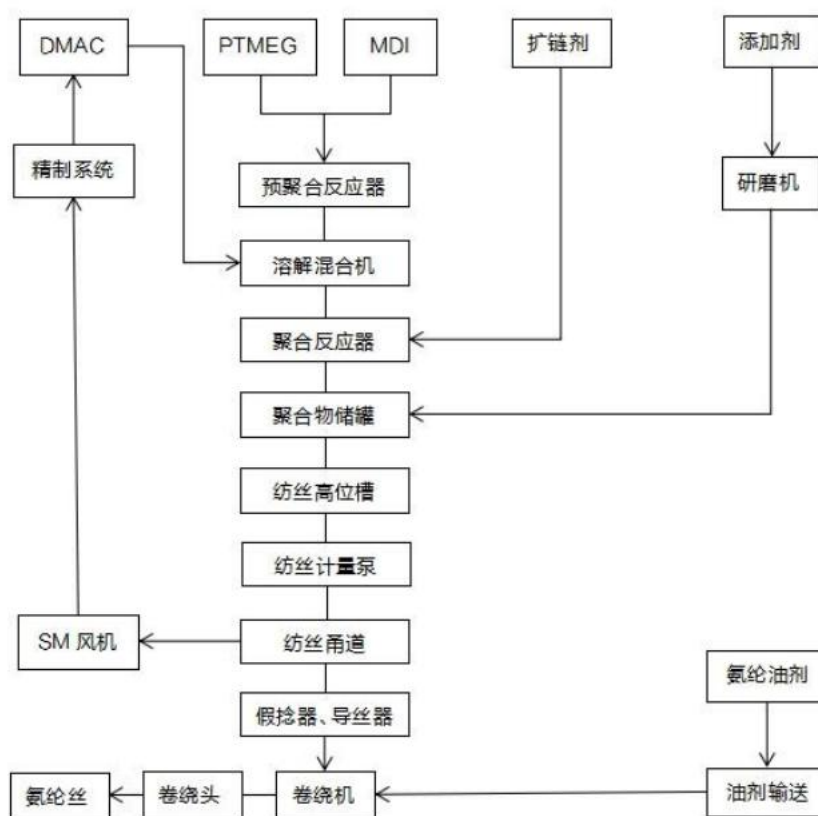 DMAC
PTMEG
MDI
扩链剂
添加剂
精制系统
预聚合反应器
研磨机
溶解混合机
聚合反应器
聚合物储罐
纺丝高位槽
纺丝计量泵
SM 风机
纺丝甬道
氨纶油剂
假捻器、导丝器
氨纶丝
卷绕头
卷绕机
油剂输送